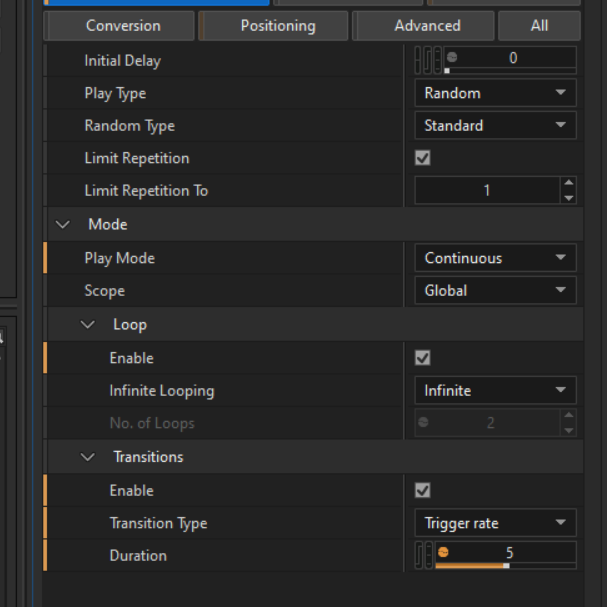 Conversion Positioning Advanced All
Initial Delay 0
Play Type Random
Random Type Standard
Limit Repetition
Limit Repetition To 1
Mode
Play Mode Continuous
Scope Global
Loop
Enable
Infinite Looping Infinite
No. of Loops 2
Transitions
Enable
Transition Type Trigger rate
Duration 5